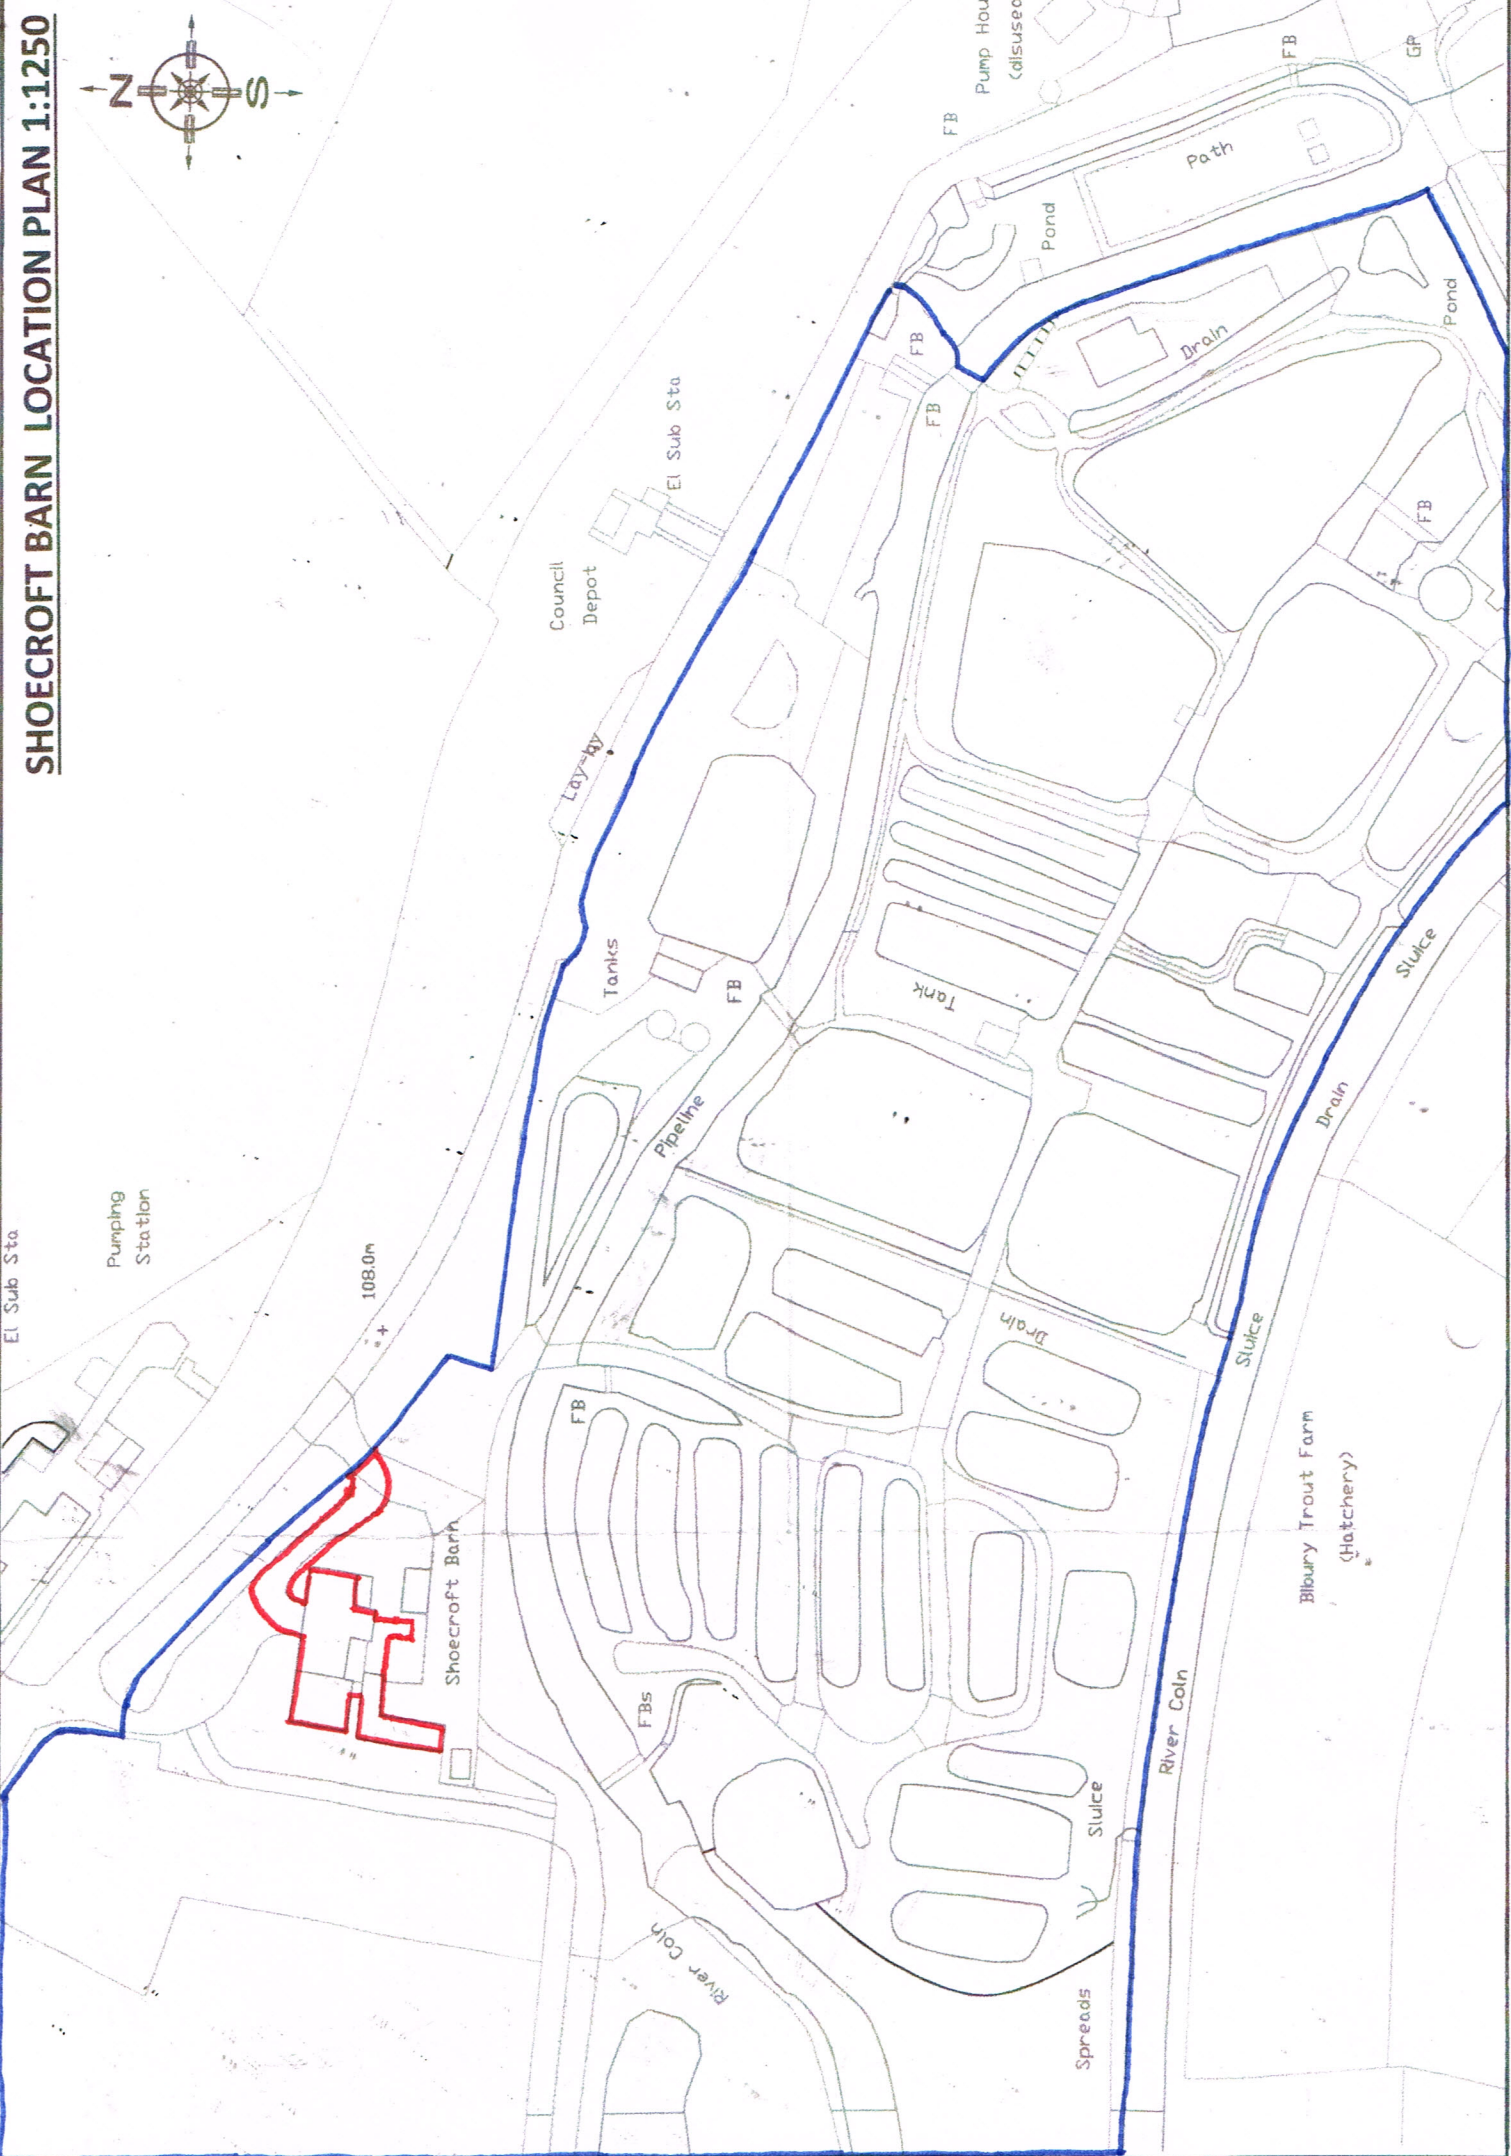 SHOECROFT BARN LOCATION PLAN 1:1250
N
S
El Sub Sta
Pumping
Station
108.0m
Shoecroft Barn
Lay-by
Council
Depot
El Sub Sta
Tanks
FB
Pipeline
FB
FBs
River Coln
Tank
Drain
FB
FB
FB
Pump Hou
(disused
Pond
Path
FB
GP
Drain
Pond
FB
Sluice
Drain
Sluice
Bibury Trout Farm
(Hatchery)
River Coln
Sluice
Spreads